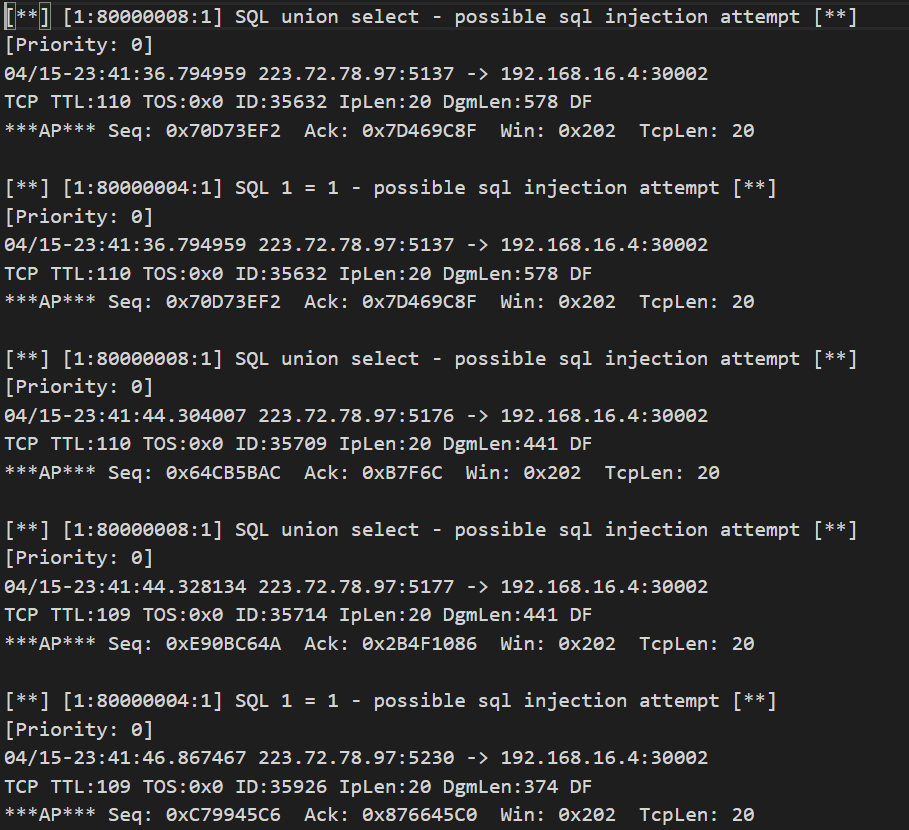 [**] [1:80000008:1] SQL union select - possible sql injection attempt [**]
[Priority: 0]
04/15-23:41:36.794959 223.72.78.97:5137 -> 192.168.16.4:30002
TCP TTL:110 TOS:0x0 ID:35632 IpLen:20 DgmLen:578 DF
***AP*** Seq: 0x70D73EF2  Ack: 0x7D469C8F  Win: 0x202  TcpLen: 20

[**] [1:80000004:1] SQL 1 = 1 - possible sql injection attempt [**]
[Priority: 0]
04/15-23:41:36.794959 223.72.78.97:5137 -> 192.168.16.4:30002
TCP TTL:110 TOS:0x0 ID:35632 IpLen:20 DgmLen:578 DF
***AP*** Seq: 0x70D73EF2  Ack: 0x7D469C8F  Win: 0x202  TcpLen: 20

[**] [1:80000008:1] SQL union select - possible sql injection attempt [**]
[Priority: 0]
04/15-23:41:44.304007 223.72.78.97:5176 -> 192.168.16.4:30002
TCP TTL:110 TOS:0x0 ID:35709 IpLen:20 DgmLen:441 DF
***AP*** Seq: 0x64CB5BAC  Ack: 0xB7F6C  Win: 0x202  TcpLen: 20

[**] [1:80000008:1] SQL union select - possible sql injection attempt [**]
[Priority: 0]
04/15-23:41:44.328134 223.72.78.97:5177 -> 192.168.16.4:30002
TCP TTL:109 TOS:0x0 ID:35714 IpLen:20 DgmLen:441 DF
***AP*** Seq: 0xE90BC64A  Ack: 0x2B4F1086  Win: 0x202  TcpLen: 20

[**] [1:80000004:1] SQL 1 = 1 - possible sql injection attempt [**]
[Priority: 0]
04/15-23:41:46.867467 223.72.78.97:5230 -> 192.168.16.4:30002
TCP TTL:109 TOS:0x0 ID:35926 IpLen:20 DgmLen:374 DF
***AP*** Seq: 0xC79945C6  Ack: 0x876645C0  Win: 0x202  TcpLen: 20